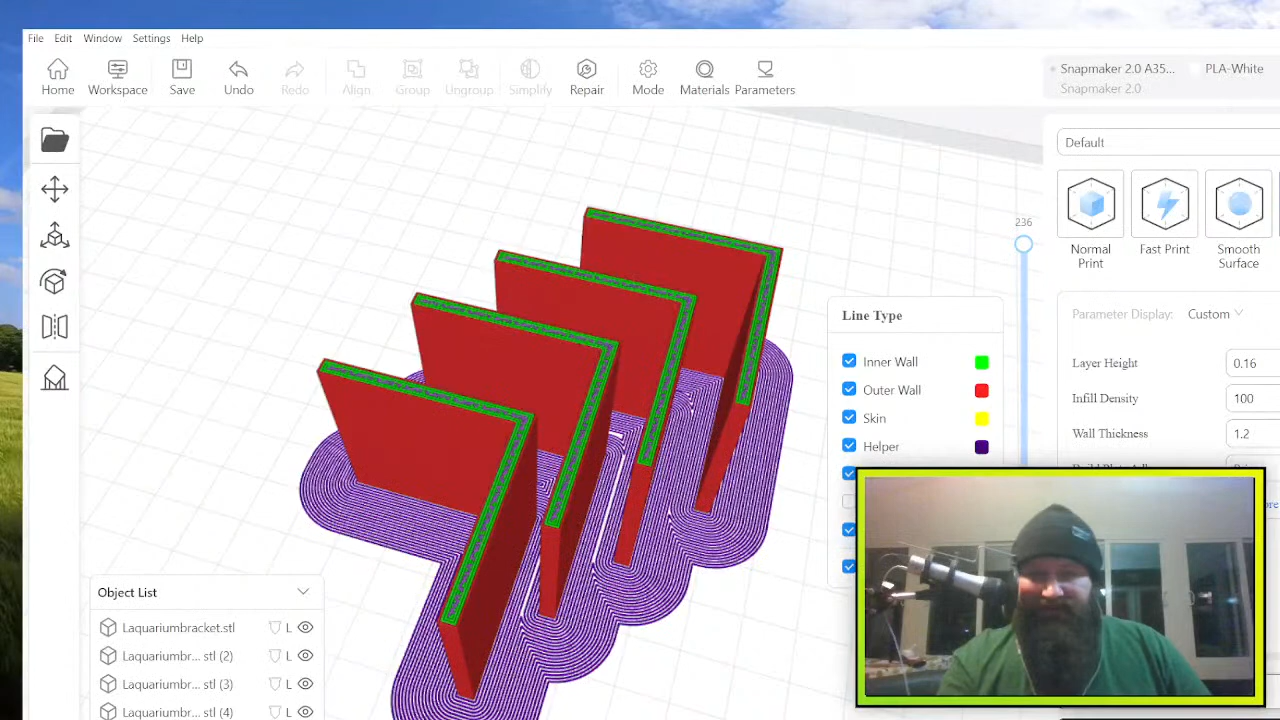 File Edit Window Settings Help
Home Workspace Save Undo Redo Align Group Ungroup Simplify Repair Mode Materials Parameters
Snapmaker 2.0 A35... PLA-White
Snapmaker 2.0
Default
Normal Print
Fast Print
Smooth Surface
236
Line Type
Inner Wall
Outer Wall
Skin
Helper
Parameter Display: Custom
Layer Height 0.16
Infill Density 100
Wall Thickness 1.2
Object List
Laquariumbracket.stl L
Laquariumbr... stl (2) L
Laquariumbr... stl (3) L
Laquariumbr... stl (4) L